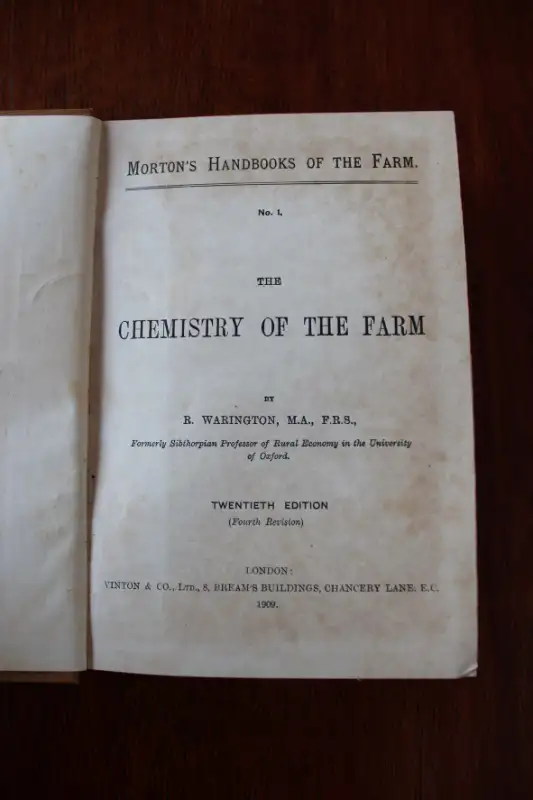 MORTON'S HANDBOOKS OF THE FARM.
No. I.
THE
CHEMISTRY OF THE FARM
BY
R. WARINGTON, M.A., F.R.S.,
Formerly Sibthorpian Professor of Rural Economy in the University
of Oxford.
TWENTIETH EDITION
(Fourth Revision)
LONDON:
VINTON & CO., LTD., 8, BREAM'S BUILDINGS, CHANCERY LANE. E.C.
1909.